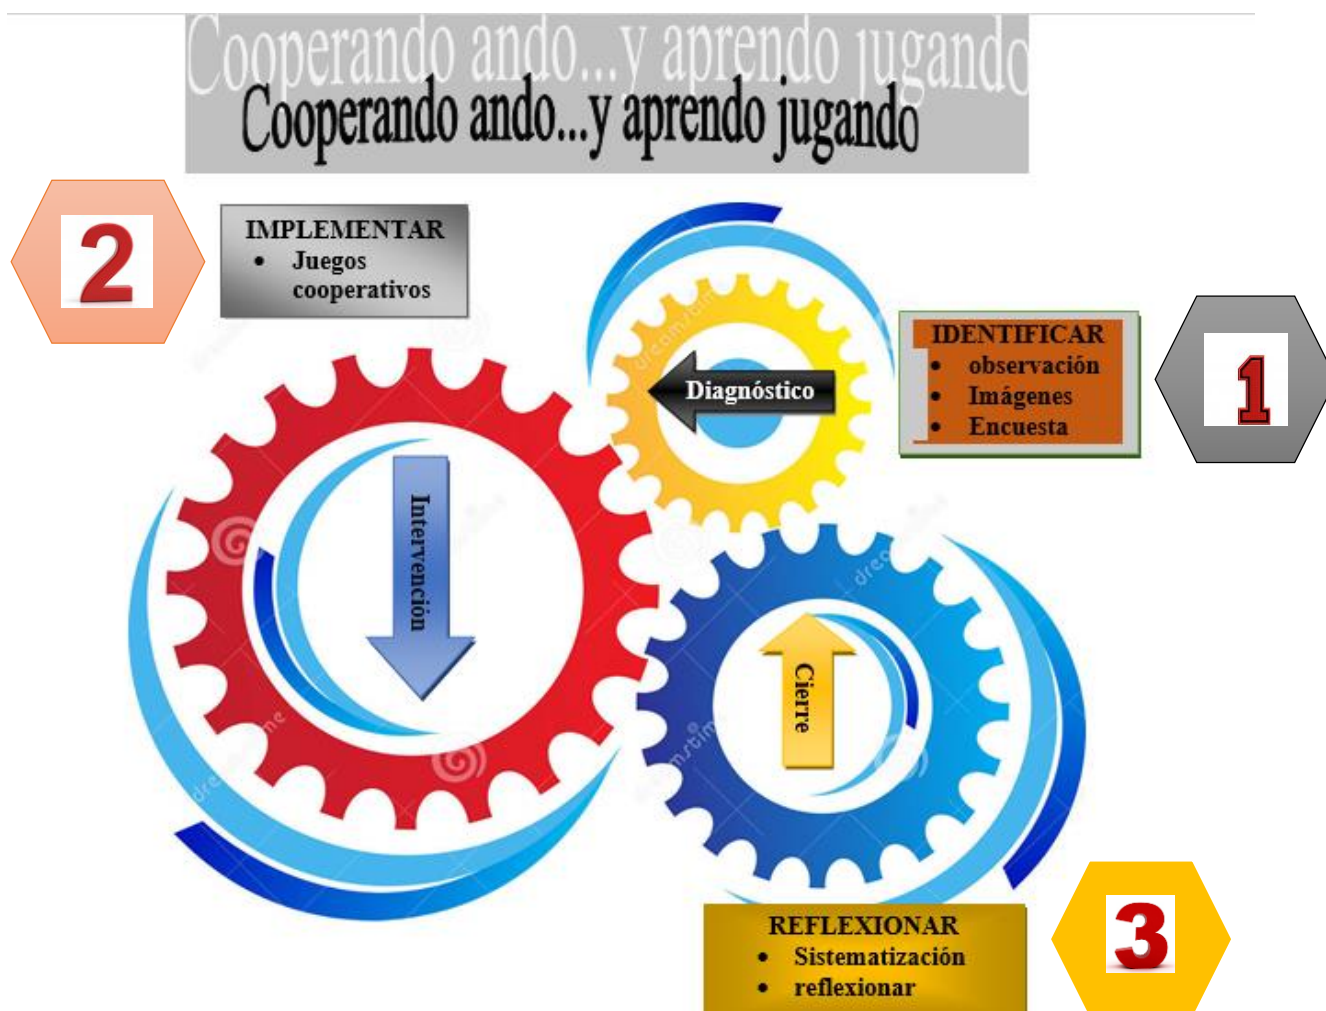 Cooperando ando...y aprendo jugando
Cooperando ando...y aprendo jugando
2
IMPLEMENTAR
• Juegos
cooperativos
IDENTIFICAR
• observación
• Imágenes
• Encuesta
1
Diagnóstico
Intervención
Cierre
REFLEXIONAR
• Sistematización
• reflexionar
3